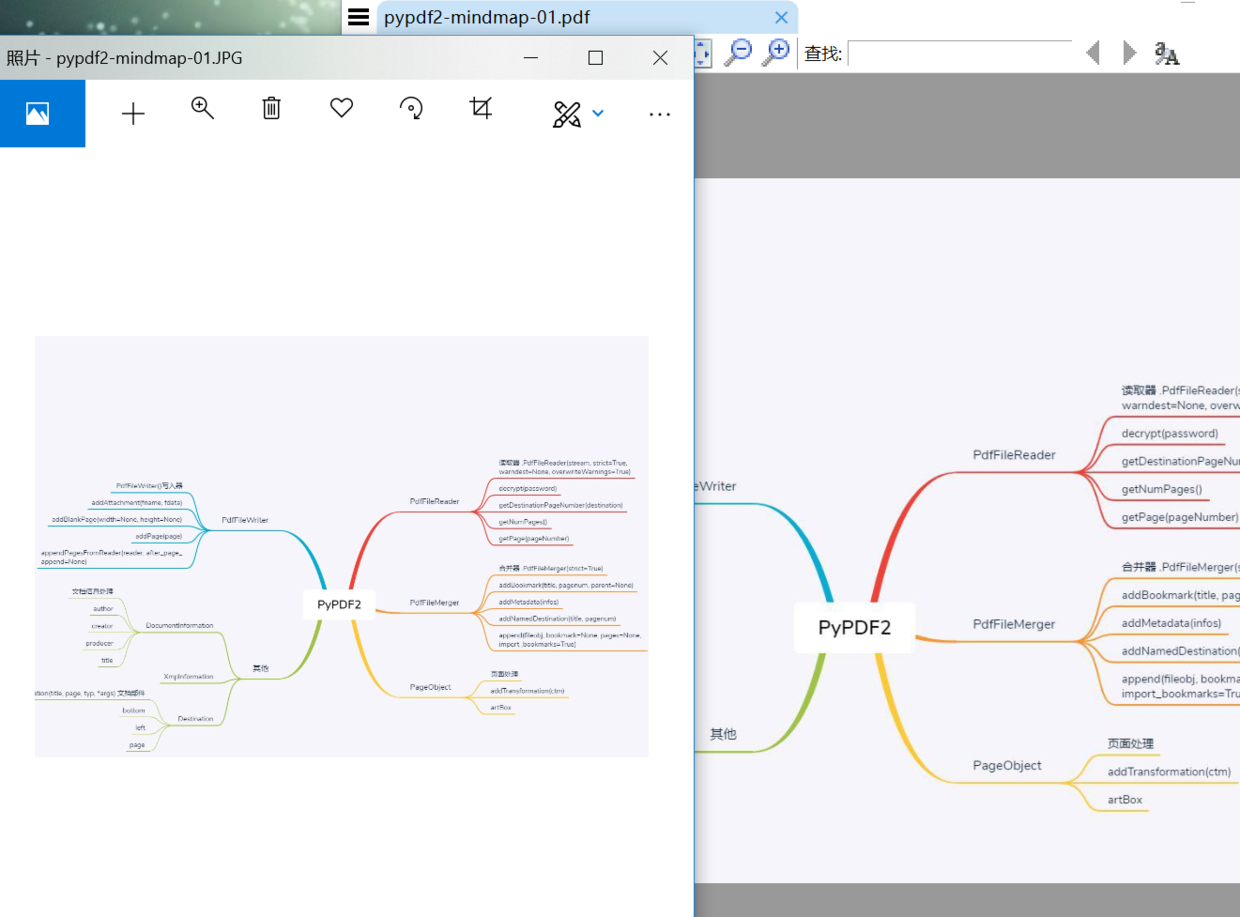 pypdf2-mindmap-01.pdf
照片 - pypdf2-mindmap-01.JPG
查找:
PdfFileWriter()写入器
addAttachment(fname, fdata)
addBlankPage(width=None, height=None)
addPage(page)
appendPagesFromReader(reader, after_page_
append=None)
PdfFileWriter
文档信息处理
author
creator
producer
title
DocumentInformation
XmpInformation
其他
ation(title, page, typ, *args) 文档部件
bottom
left
page
Destination
PyPDF2
PdfFileReader
读取器 .PdfFileReader(stream, strict=True,
warndest=None, overwriteWarnings=True)
decrypt(password)
getDestinationPageNumber(destination)
getNumPages()
getPage(pageNumber)
PdfFileMerger
合并器 .PdfFileMerger(strict=True)
addBookmark(title, pagenum, parent=None)
addMetadata(infos)
addNamedDestination(title, pagenum)
append(fileobj, bookmark=None, pages=None,
import_bookmarks=True)
PageObject
页面处理
addTransformation(ctm)
artBox
eWriter
其他
PyPDF2
PdfFileReader
读取器 .PdfFileReader(s
warndest=None, overw
decrypt(password)
getDestinationPageNu
getNumPages()
getPage(pageNumber)
PdfFileMerger
合并器 .PdfFileMerger(s
addBookmark(title, pag
addMetadata(infos)
addNamedDestination(
append(fileobj, bookma
import_bookmarks=Tru
PageObject
页面处理
addTransformation(ctm)
artBox